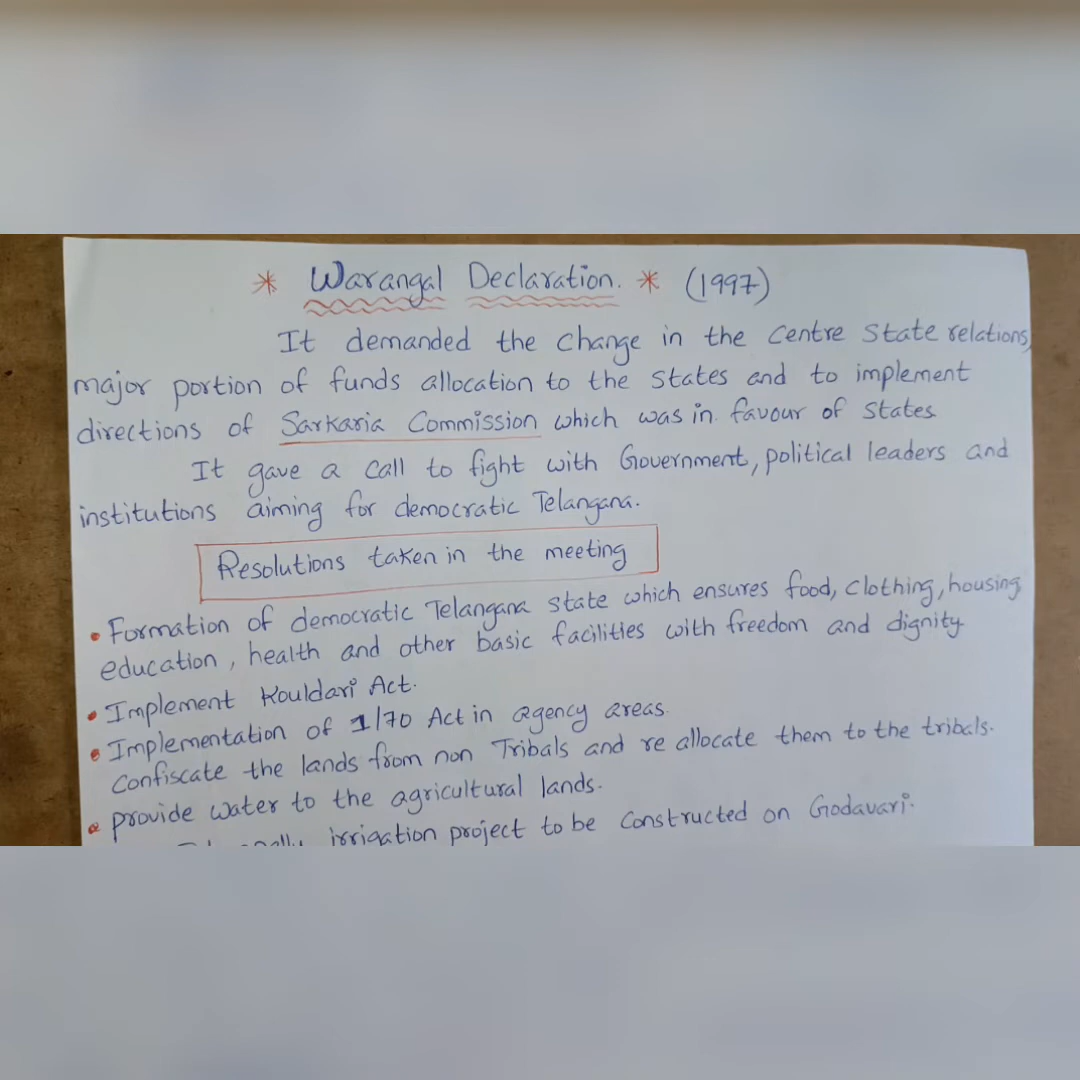 * Warangal Declaration. * (1997)
It demanded the change in the Centre State relations,
major portion of funds allocation to the states and to implement
directions of Sarkaria Commission which was in favour of States
It gave a call to fight with Government, political leaders and
institutions aiming for democratic Telangana.
Resolutions taken in the meeting
• Formation of democratic Telangana state which ensures food, clothing, housing,
education, health and other basic facilities with freedom and dignity
• Implement Kouldari Act.
• Implementation of 1/70 Act in agency areas.
Confiscate the lands from non Tribals and re allocate them to the tribals.
• provide water to the agricultural lands.
irrigation project to be constructed on Godavari.